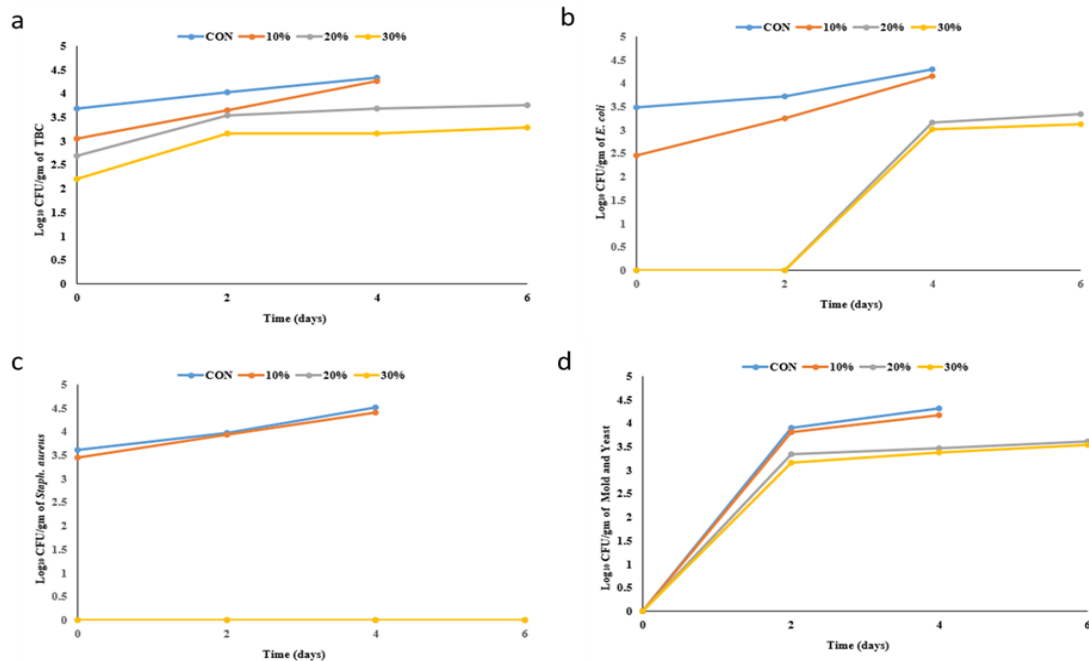 a
CON 10% 20% 30%
5
4.5
4
3.5
3
2.5
2
1.5
1
0.5
0
Log₁₀ CFU/gm of TBC
0 2 4 6
Time (days)
b
CON 10% 20% 30%
5
4.5
4
3.5
3
2.5
2
1.5
1
0.5
0
Log₁₀ CFU/gm of E. coli
0 2 4 6
Time (days)
c
CON 10% 20% 30%
5
4.5
4
3.5
3
2.5
2
1.5
1
0.5
0
Log₁₀ CFU/gm of Staph. aureus
0 2 4 6
Time (days)
d
CON 10% 20% 30%
5
4.5
4
3.5
3
2.5
2
1.5
1
0.5
0
Log₁₀ CFU/gm of Mold and Yeast
0 2 4 6
Time (days)